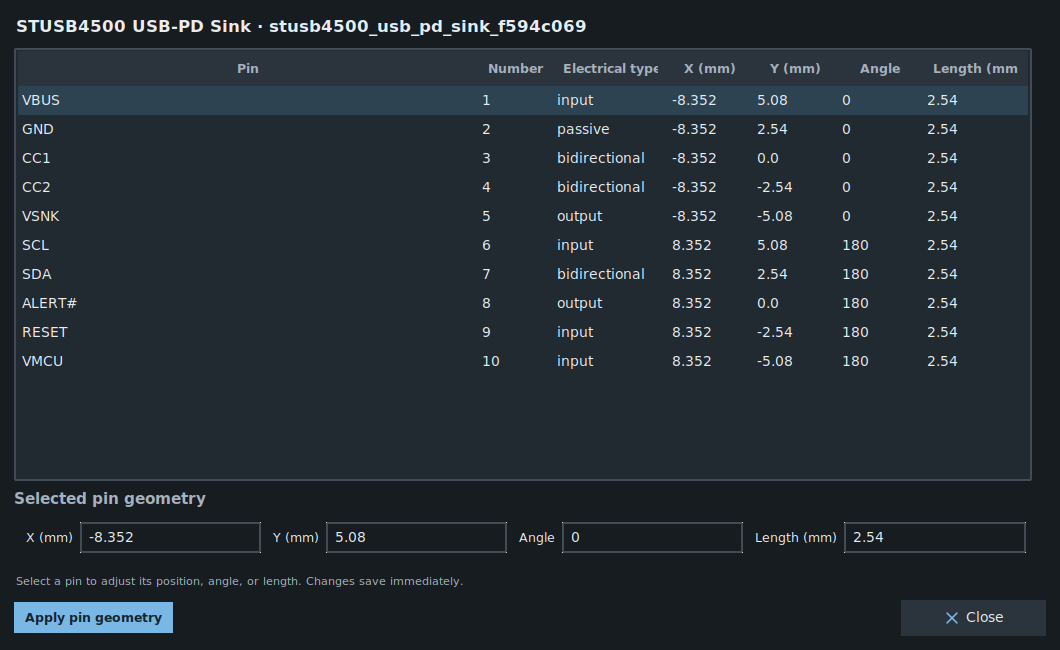 STUSB4500 USB-PD Sink · stusb4500_usb_pd_sink_f594c069
Pin Number Electrical type X (mm) Y (mm) Angle Length (mm
VBUS 1 input -8.352 5.08 0 2.54
GND 2 passive -8.352 2.54 0 2.54
CC1 3 bidirectional -8.352 0.0 0 2.54
CC2 4 bidirectional -8.352 -2.54 0 2.54
VSNK 5 output -8.352 -5.08 0 2.54
SCL 6 input 8.352 5.08 180 2.54
SDA 7 bidirectional 8.352 2.54 180 2.54
ALERT# 8 output 8.352 0.0 180 2.54
RESET 9 input 8.352 -2.54 180 2.54
VMCU 10 input 8.352 -5.08 180 2.54
Selected pin geometry
X (mm) -8.352 Y (mm) 5.08 Angle 0 Length (mm) 2.54
Select a pin to adjust its position, angle, or length. Changes save immediately.
Apply pin geometry Close